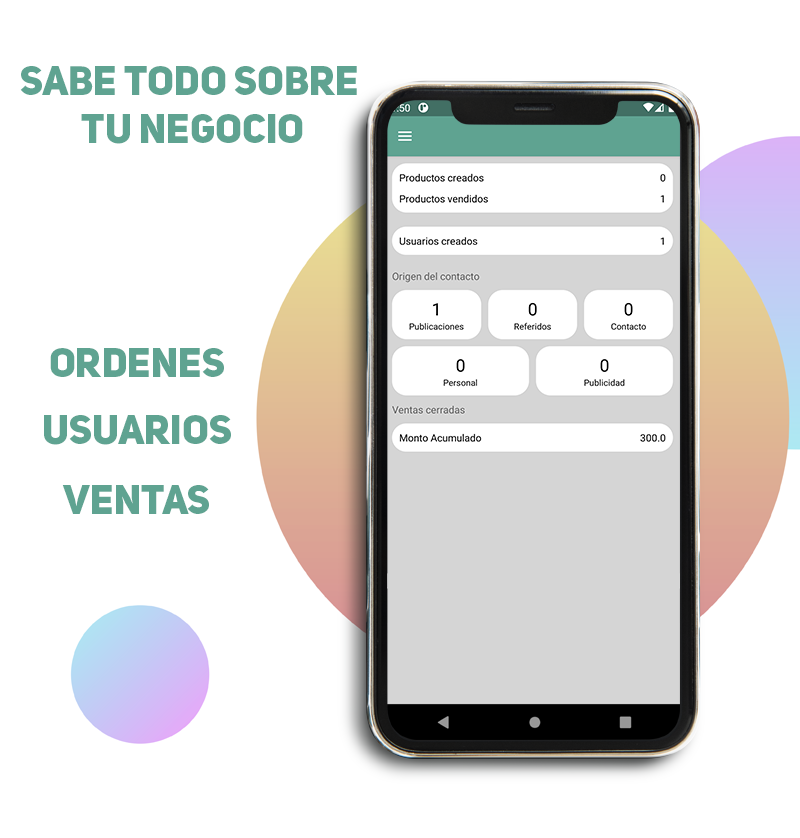 SABE TODO SOBRE
TU NEGOCIO
ORDENES
USUARIOS
VENTAS
:50
Productos creados 0
Productos vendidos 1
Usuarios creados 1
Origen del contacto
1 0 0
Publicaciones Referidos Contacto
0 0
Personal Publicidad
Ventas cerradas
Monto Acumulado 300.0